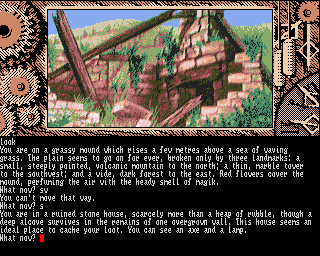 look
You are on a grassy mound which rises a few metres above a sea of waving
grass. The plain seems to go on for ever, broken only by three landmarks: a
small, steeply pointed, volcanic mountain to the north; a thin, marble tower
to the southwest; and a wide, dark forest to the east. Red flowers cover the
mound, perfuming the air with the heady smell of magik.
What now? sw
You can't move that way.
What now? s
You are in a ruined stone house, scarcely more than a heap of rubble, though a
deep alcove survives in the remains of one overgrown wall. This house seems an
ideal place to cache your loot. You can see an axe and a lamp.
What now?